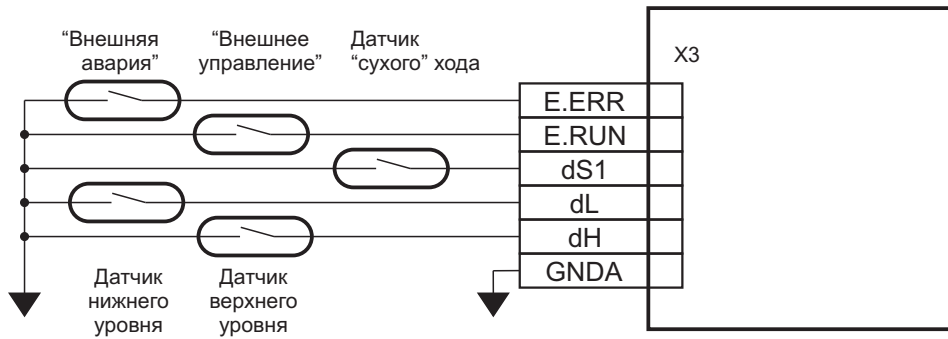 “Внешняя
авария”
“Внешнее
управление”
Датчик
“сухого” хода
X3
E.ERR
E.RUN
dS1
dL
dH
GNDA
Датчик
нижнего
уровня
Датчик
верхнего
уровня